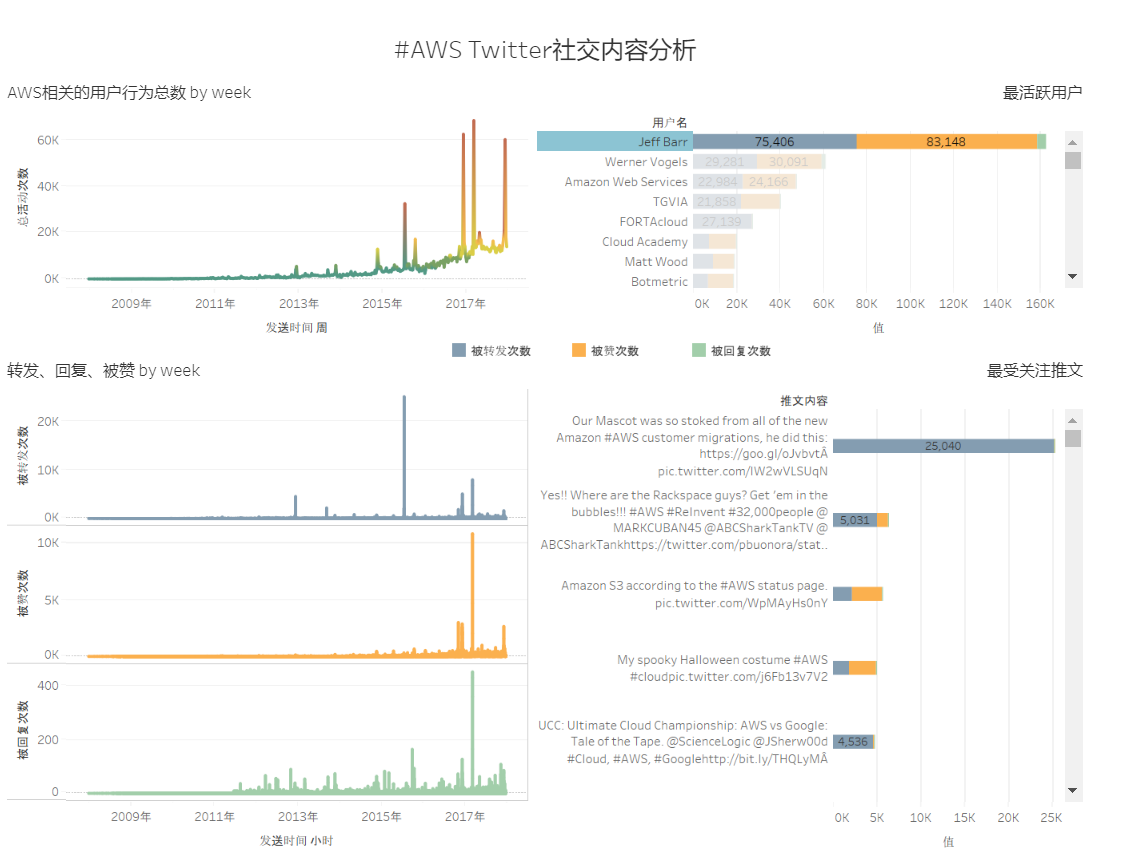 #AWS Twitter社交内容分析
AWS相关的用户行为总数 by week
最活跃用户
总活动次数
60K
40K
20K
0K
2009年
2011年
2013年
2015年
2017年
发送时间 周
用户名
Jeff Barr
75,406
83,148
Werner Vogels
29,281
30,091
Amazon Web Services
22,984
24,166
TGVIA
21,858
FORTAcloud
27,139
Cloud Academy
Matt Wood
Botmetric
0K
20K
40K
60K
80K
100K
120K
140K
160K
值
被转发次数
被赞次数
被回复次数
转发、回复、被赞 by week
最受关注推文
被转发次数
20K
10K
0K
被赞次数
10K
5K
0K
被回复次数
400
200
0
2009年
2011年
2013年
2015年
2017年
发送时间 小时
推文内容
Our Mascot was so stoked from all of the new
Amazon #AWS customer migrations, he did this:
https://goo.gl/oJvbvtÂ
pic.twitter.com/IW2wVLSUqN
25,040
Yes!! Where are the Rackspace guys? Get 'em in the
bubbles!!! #AWS #ReInvent #32,000people @
MARKCUBAN45 @ABCSharkTankTV @
ABCSharkTankhttps://twitter.com/pbuonora/stat..
5,031
Amazon S3 according to the #AWS status page.
pic.twitter.com/WpMAyHs0nY
My spooky Halloween costume #AWS
#cloudpic.twitter.com/j6Fb13v7V2
UCC: Ultimate Cloud Championship: AWS vs Google:
Tale of the Tape. @ScienceLogic @JSherw00d
#Cloud, #AWS, #Googlehttp://bit.ly/THQLyMÂ
4,536
0K
5K
10K
15K
20K
25K
值